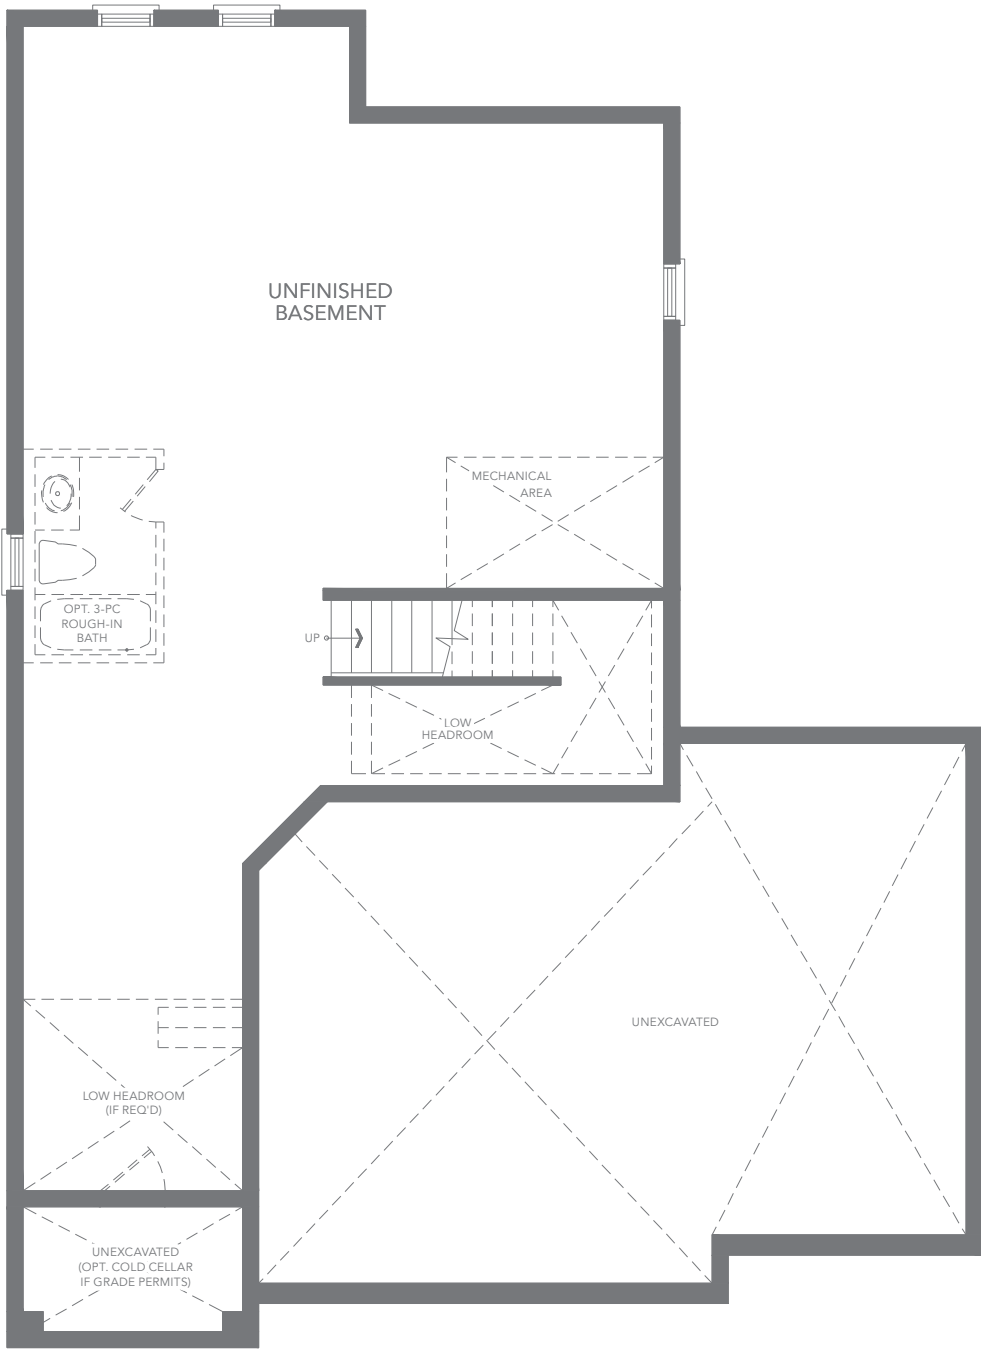 UNFINISHED
BASEMENT
MECHANICAL
AREA
OPT. 3-PC
ROUGH-IN
BATH
UP
LOW
HEADROOM
UNEXCAVATED
LOW HEADROOM
(IF REQ'D)
UNEXCAVATED
(OPT. COLD CELLAR
IF GRADE PERMITS)